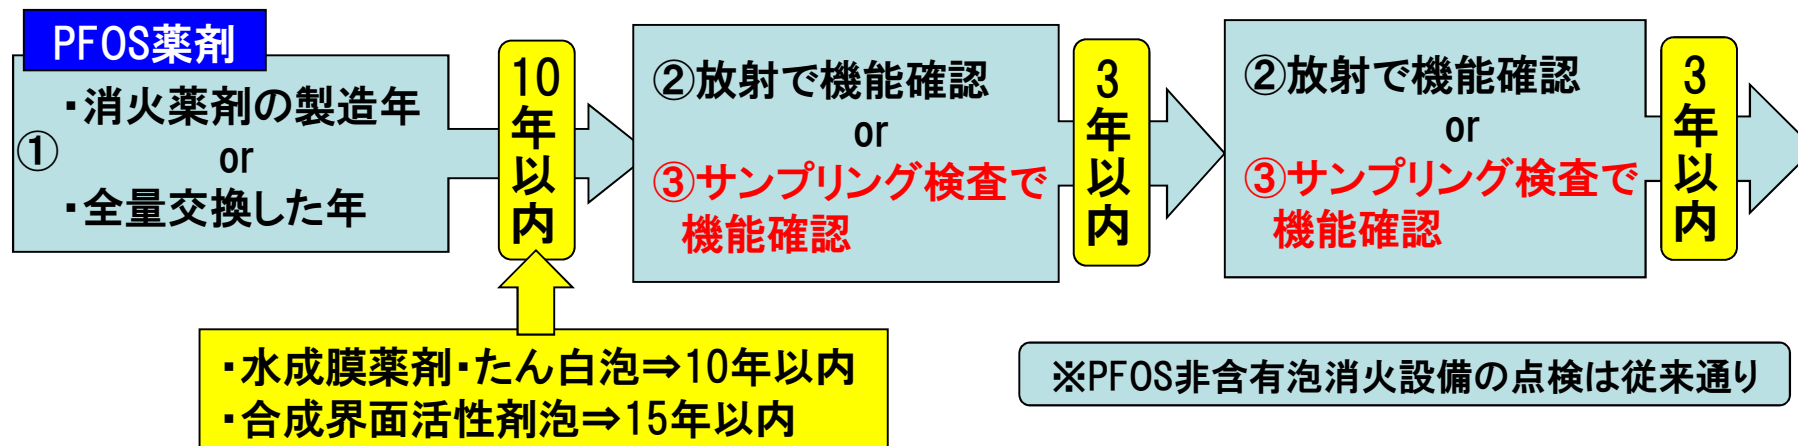 PFOS薬剤
①
・消火薬剤の製造年
or
・全量交換した年
10年以内
②放射で機能確認
or
③サンプリング検査で
機能確認
3年以内
②放射で機能確認
or
③サンプリング検査で
機能確認
3年以内
・水成膜薬剤・たん白泡⇒10年以内
・合成界面活性剤泡⇒15年以内
※PFOS非含有泡消火設備の点検は従来通り